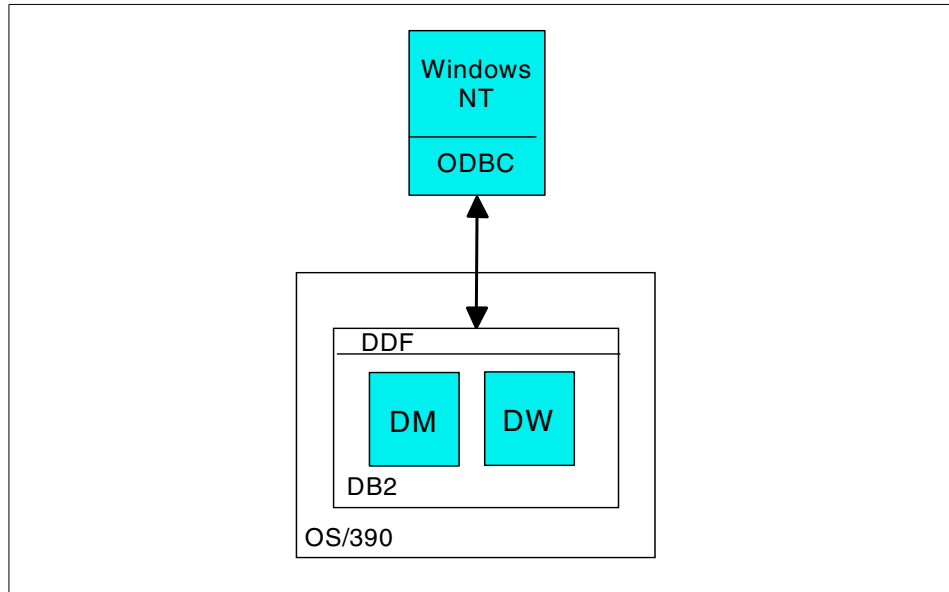 Windows
NT
ODBC
DDF
DM
DW
DB2
OS/390